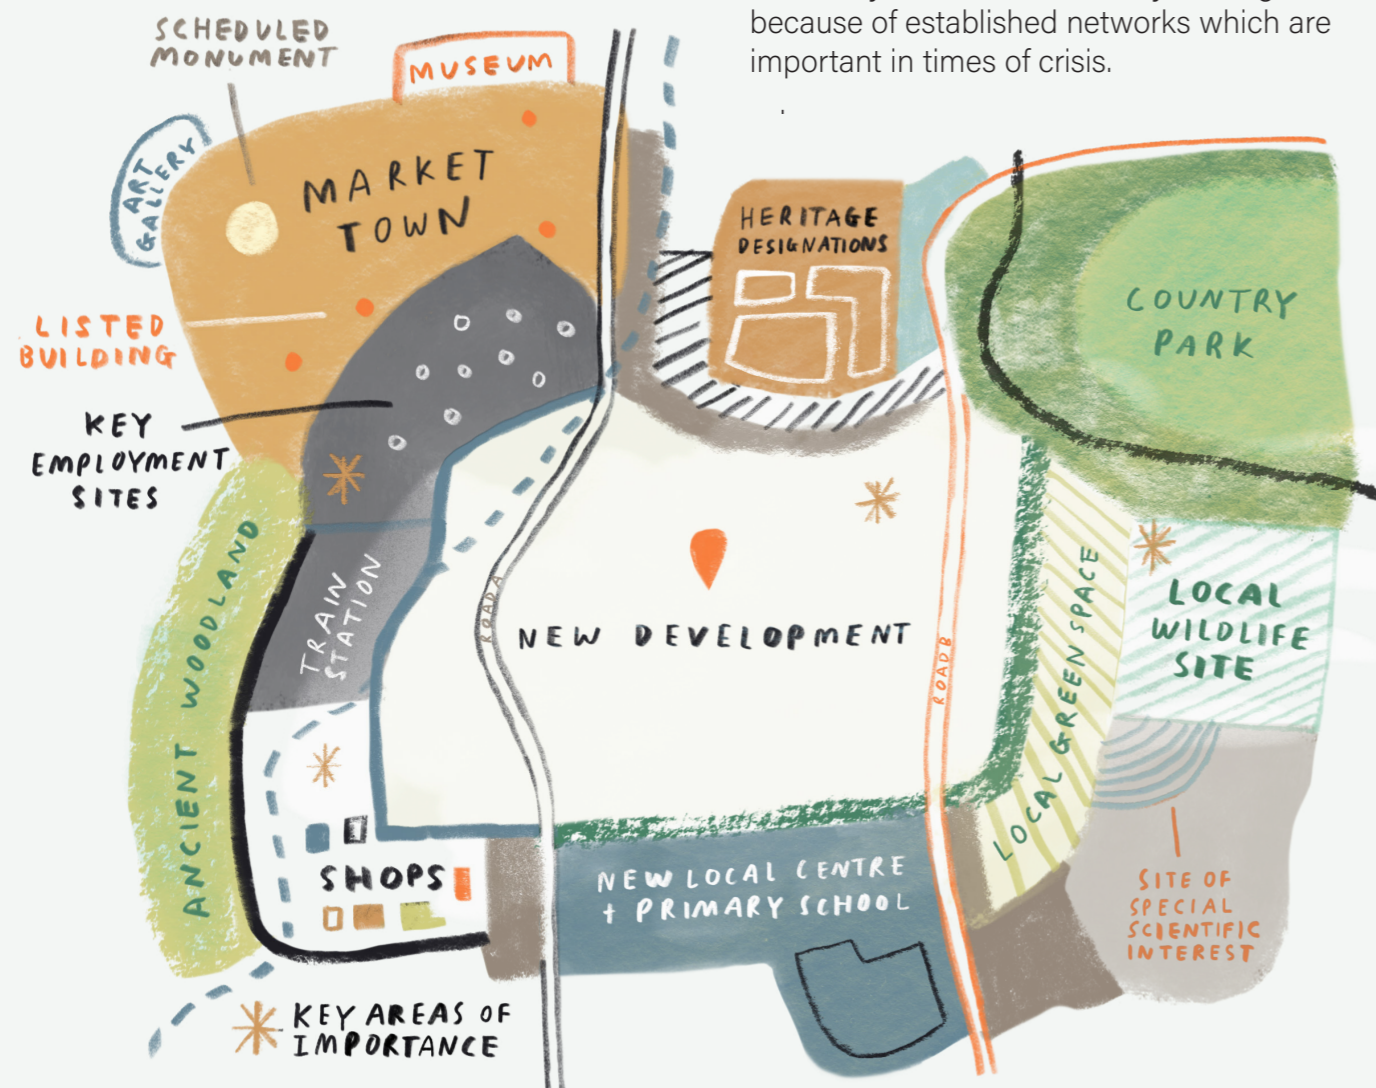 because of established networks which are
important in times of crisis.
SCHEDULED
MONUMENT
MUSEUM
ART
GALLERY
MARKET
TOWN
HERITAGE
DESIGNATIONS
COUNTRY
PARK
LISTED
BUILDING
KEY
EMPLOYMENT
SITES
ANCIENT WOODLAND
TRAIN
STATION
ROAD A
NEW DEVELOPMENT
ROAD B
LOCAL GREEN SPACE
LOCAL
WILDLIFE
SITE
SHOPS
NEW LOCAL CENTRE
+ PRIMARY SCHOOL
SITE OF
SPECIAL
SCIENTIFIC
INTEREST
KEY AREAS OF
IMPORTANCE